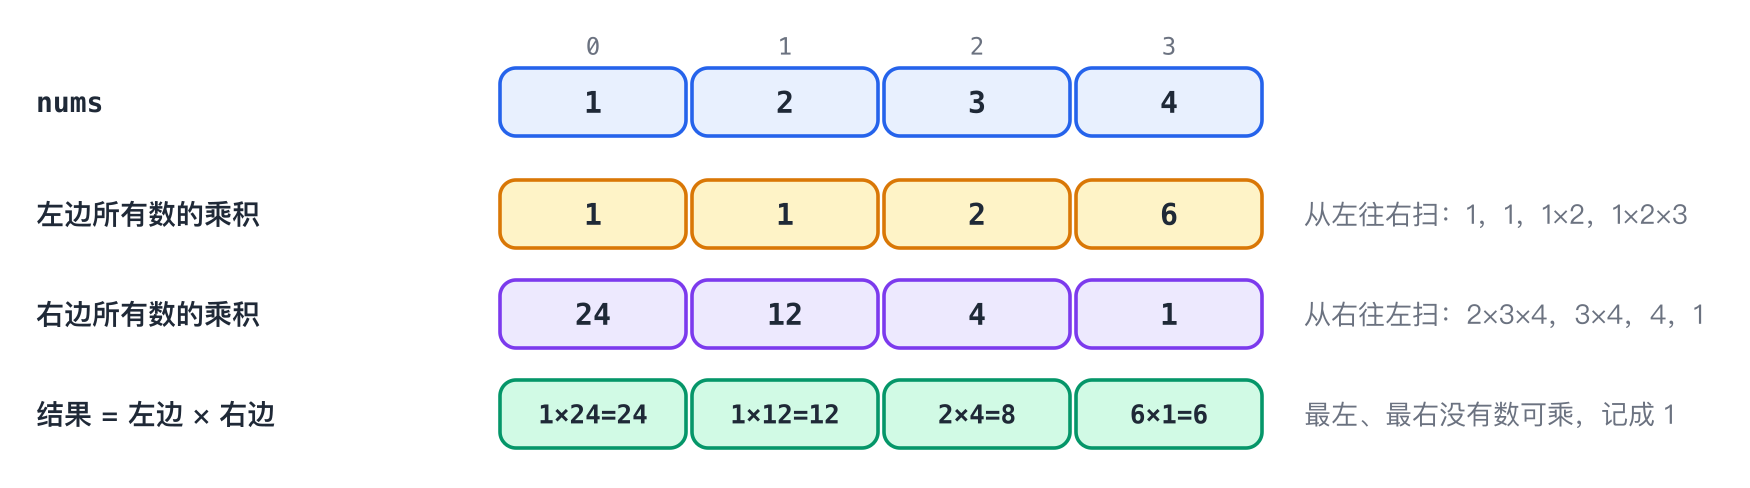 0 1 2 3
nums 1 2 3 4
左边所有数的乘积 1 1 2 6 从左往右扫：1，1，1×2，1×2×3
右边所有数的乘积 24 12 4 1 从右往左扫：2×3×4，3×4，4，1
结果 = 左边 × 右边 1×24=24 1×12=12 2×4=8 6×1=6 最左、最右没有数可乘，记成 1